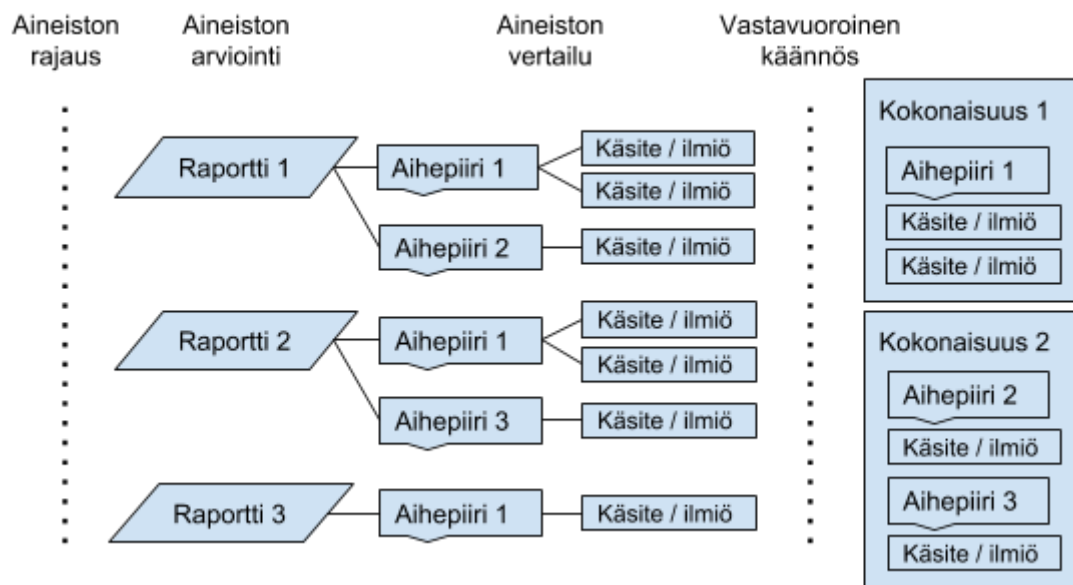 Aineiston
rajaus
Aineiston
arviointi
Aineiston
vertailu
Vastavuoroinen
käännös
Raportti 1
Aihepiiri 1
Käsite / ilmiö
Käsite / ilmiö
Aihepiiri 2
Käsite / ilmiö
Raportti 2
Aihepiiri 1
Käsite / ilmiö
Käsite / ilmiö
Aihepiiri 3
Käsite / ilmiö
Raportti 3
Aihepiiri 1
Käsite / ilmiö
Kokonaisuus 1
Aihepiiri 1
Käsite / ilmiö
Käsite / ilmiö
Kokonaisuus 2
Aihepiiri 2
Käsite / ilmiö
Aihepiiri 3
Käsite / ilmiö